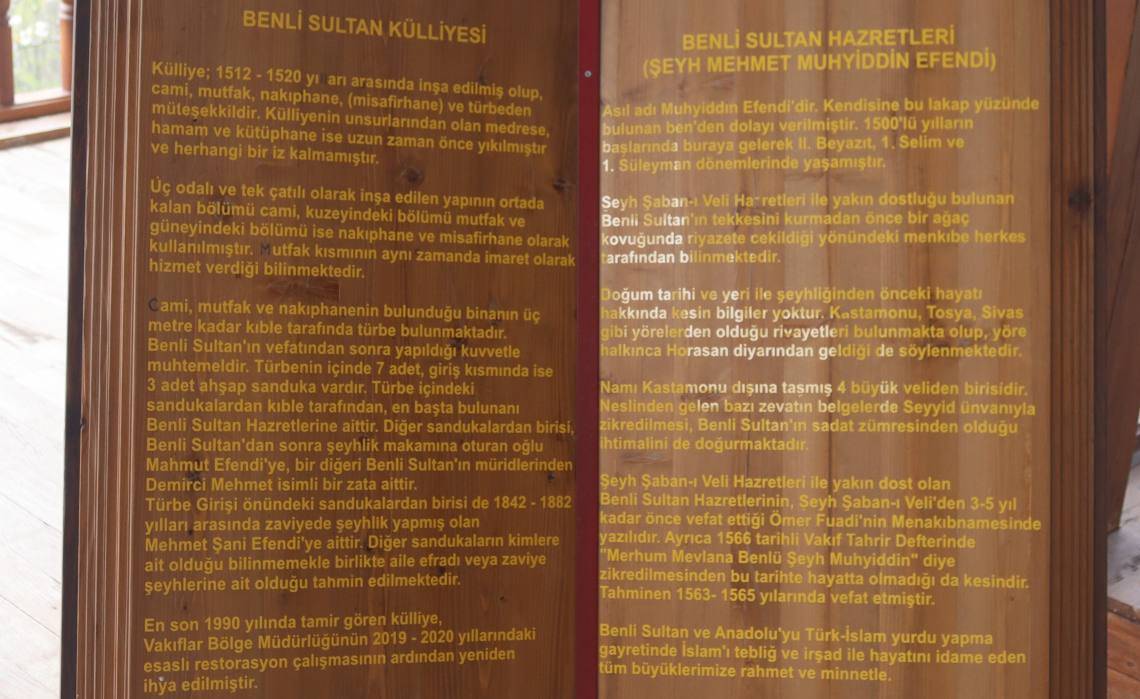 BENLİ SULTAN KÜLLİYESİ
Külliye; 1512 - 1520 yı arı arasında inşa edilmiş olup,
cami, mutfak, nakıphane, (misafirhane) ve türbeden
müteşekkildir. Külliyenin unsurlarından olan medrese,
hamam ve kütüphane ise uzun zaman önce yıkılmıştır
ve herhangi bir iz kalmamıştır.
Üç odalı ve tek çatılı olarak inşa edilen yapının ortada
kalan bölümü cami, kuzeyindeki bölümü mutfak ve
güneyindeki bölümü ise nakıphane ve misafirhane olarak
kullanılmıştır. Mutfak kısmının aynı zamanda imaret olarak
hizmet verdiği bilinmektedir.
Cami, mutfak ve nakıphanenin bulunduğu binanın üç
metre kadar kıble tarafında türbe bulunmaktadır.
Benli Sultan'ın vefatından sonra yapıldığı kuvvetle
muhtemeldir. Türbenin içinde 7 adet, giriş kısmında ise
3 adet ahşap sanduka vardır. Türbe içindeki
sandukalardan kıble tarafından, en başta bulunanı
Benli Sultan Hazretlerine aittir. Diğer sandukalardan birisi,
Benli Sultan'dan sonra şeyhlik makamına oturan oğlu
Mahmut Efendi'ye, bir diğeri Benli Sultan'ın müridlerinden
Demirci Mehmet isimli bir zata aittir.
Türbe Girişi önündeki sandukalardan birisi de 1842 - 1882
yılları arasında zaviyede şeyhlik yapmış olan
Mehmet Şani Efendi'ye aittir. Diğer sandukaların kimlere
ait olduğu bilinmemekle birlikte aile efradı veya zaviye
şeyhlerine ait olduğu tahmin edilmektedir.
En son 1990 yılında tamir gören külliye,
Vakıflar Bölge Müdürlüğünün 2019 - 2020 yıllarındaki
esaslı restorasyon çalışmasının ardından yeniden
ihya edilmiştir.
BENLİ SULTAN HAZRETLERİ
(ŞEYH MEHMET MUHYİDDİN EFENDİ)
Asıl adı Muhyiddin Efendi'dir. Kendisine bu lakap yüzünde
bulunan ben'den dolayı verilmiştir. 1500'lü yılların
başlarında buraya gelerek II. Beyazıt, 1. Selim ve
1. Süleyman dönemlerinde yaşamıştır.
Şeyh Şaban-ı Veli Hazretleri ile yakın dostluğu bulunan
Benli Sultan'ın tekkesini kurmadan önce bir ağaç
kovuğunda riyazete cekildiği yönündeki menkıbe herkes
tarafından bilinmektedir.
Doğum tarihi ve yeri ile şeyhliğinden önceki hayatı
hakkında kesin bilgiler yoktur. Kastamonu, Tosya, Sivas
gibi yörelerden olduğu rivayetleri bulunmakta olup, yöre
halkınca Horasan diyarından geldiği de söylenmektedir.
Namı Kastamonu dışına taşmış 4 büyük veliden birisidir.
Neslinden gelen bazı zevatın belgelerde Seyyid ünvanıyla
zikredilmesi, Benli Sultan'ın sadat zümresinden olduğu
ihtimalini de doğurmaktadır.
Şeyh Şaban-ı Veli Hazretleri ile yakın dost olan
Benli Sultan Hazretlerinin, Şeyh Şaban-ı Veli'den 3-5 yıl
kadar önce vefat ettiği Ömer Fuadi'nin Menakıbnamesinde
yazılıdır. Ayrıca 1566 tarihli Vakıf Tahrir Defterinde
"Merhum Mevlana Benlü Şeyh Muhyiddin" diye
zikredilmesinden bu tarihte hayatta olmadığı da kesindir.
Tahminen 1563- 1565 yılarında vefat etmiştir.
Benli Sultan ve Anadolu'yu Türk-İslam yurdu yapma
gayretinde İslam'ı tebliğ ve irşad ile hayatını idame eden
tüm büyüklerimize rahmet ve minnetle.